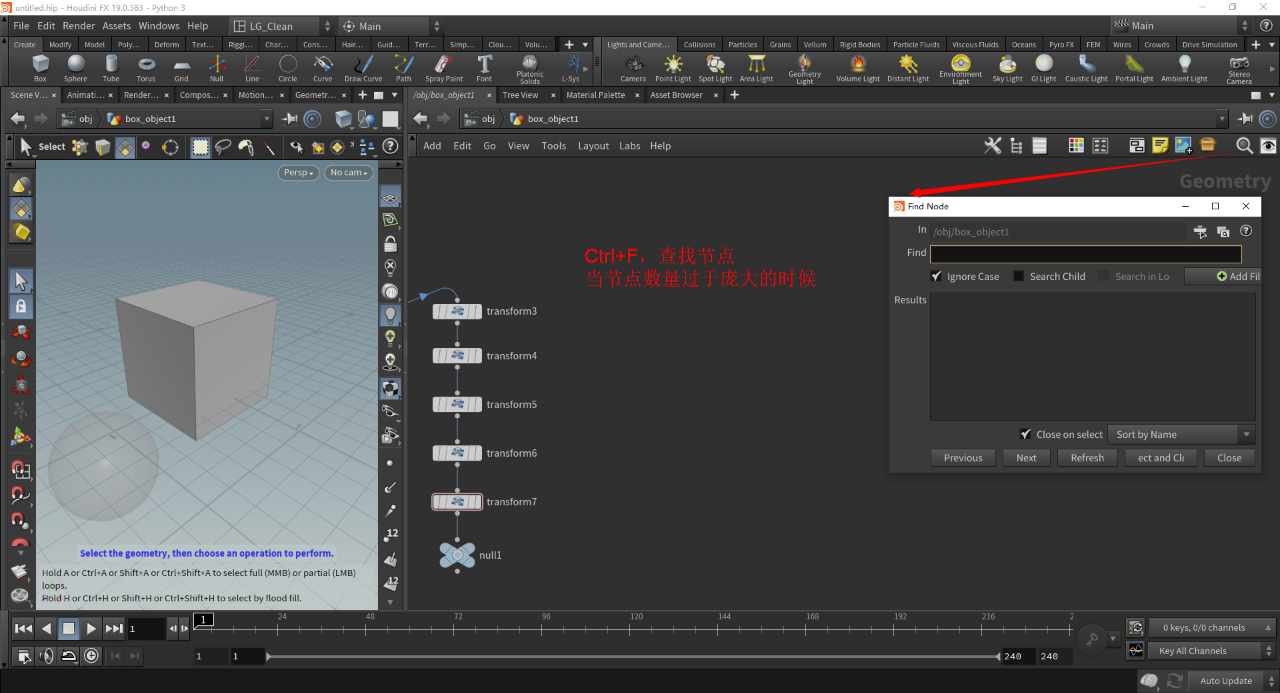 untitled.hip - Houdini FX 19.0.383 - Python 3
File Edit Render Assets Windows Help LG_Clean Main Main
Create Modify Model Poly... Deform Text... Riggi... Char... Cons... Hair... Guid... Terr... Simp... Clou... Volu...
Lights and Came... Collisions Particles Grains Vellum Rigid Bodies Particle Fluids Viscous Fluids Oceans Pyro FX FEM Wires Crowds Drive Simulation
Box Sphere Tube Torus Grid Null Line Circle Curve Draw Curve Path Spray Paint Font Platonic Solids L-Sys
Camera Point Light Spot Light Area Light Geometry Light Volume Light Distant Light Environment Light Sky Light GI Light Caustic Light Portal Light Ambient Light Stereo Camera
Scene V... Animati... Render... Compos... Motion... Geometr...
/obj/box_object1 Tree View Material Palette Asset Browser
obj box_object1
obj box_object1
Select
Add Edit Go View Tools Layout Labs Help
Persp No cam
Geometry
Find Node
In /obj/box_object1
Find
Ignore Case Search Child Search in Lo Add Fil
Results
Close on select Sort by Name
Previous Next Refresh ect and Cl Close
Ctrl+F，查找节点
当节点数量过于庞大的时候
transform3
transform4
transform5
transform6
transform7
null1
12
12
Select the geometry, then choose an operation to perform.
Hold A or Ctrl+A or Shift+A or Ctrl+Shift+A to select full (MMB) or partial (LMB)
loops.
Hold H or Ctrl+H or Shift+H or Ctrl+Shift+H to select by flood fill.
1 1 24 48 72 96 120 144 168 192 216 2
0 keys, 0/0 channels
1 1 240 240
Key All Channels
Auto Update